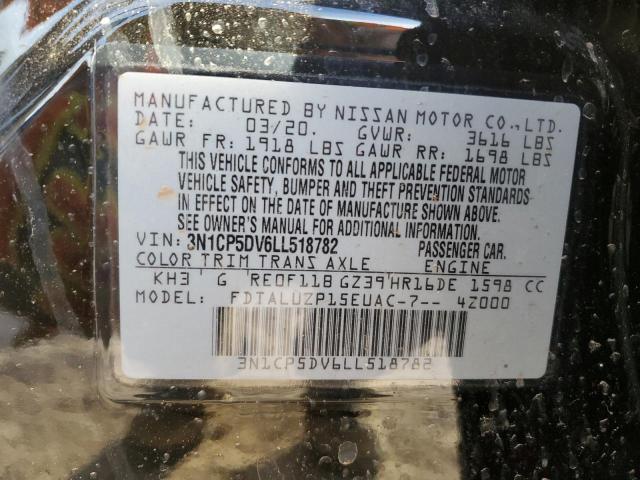 MANUFACTURED BY NISSAN MOTOR CO.,LTD.
DATE: 03/20. GVWR: 3616 LBS
GAWR FR: 1918 LBS GAWR RR: 1698 LBS
THIS VEHICLE CONFORMS TO ALL APPLICABLE FEDERAL MOTOR
VEHICLE SAFETY, BUMPER AND THEFT PREVENTION STANDARDS
IN EFFECT ON THE DATE OF MANUFACTURE SHOWN ABOVE.
SEE OWNER'S MANUAL FOR ADDITIONAL INFORMATION.
VIN: 3N1CP5DV6LL518782 PASSENGER CAR.
COLOR TRIM TRANS AXLE ENGINE
KH3 G RE0F11B GZ39 HR16DE 1598 CC
MODEL: FDTALUZP15EUAC-7-- 4Z000
3N1CP5DV6LL518782